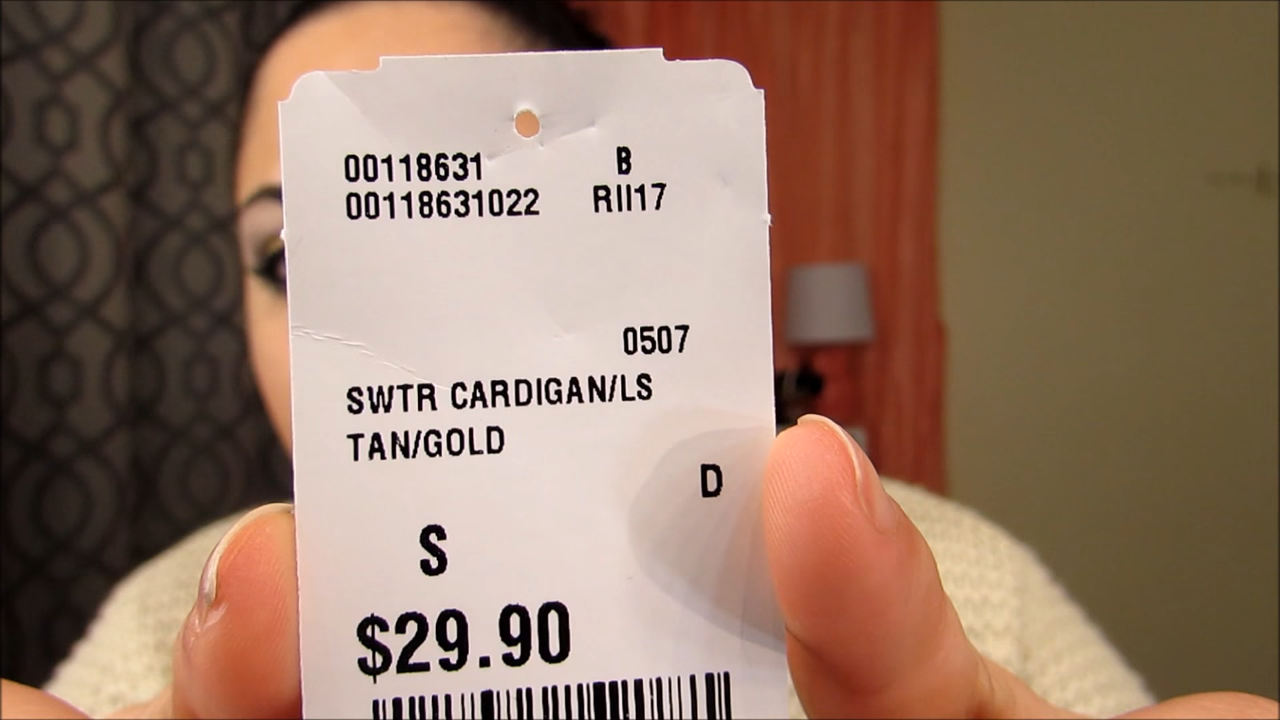 00118631 B
00118631022 RII17
0507
SWTR CARDIGAN/LS
TAN/GOLD
D
S
$29.90